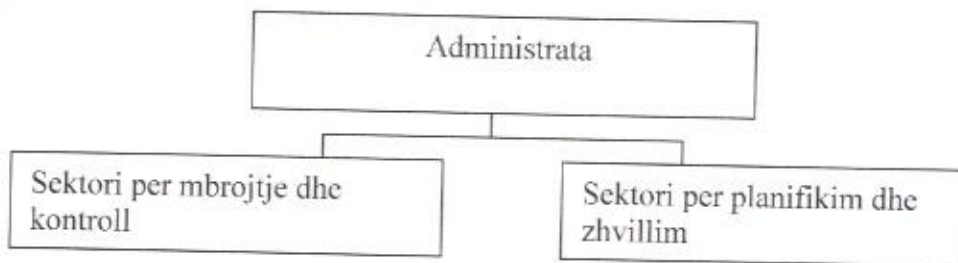 Administrata
Sektori per mbrojtje dhe
kontroll
Sektori per planifikim dhe
zhvillim